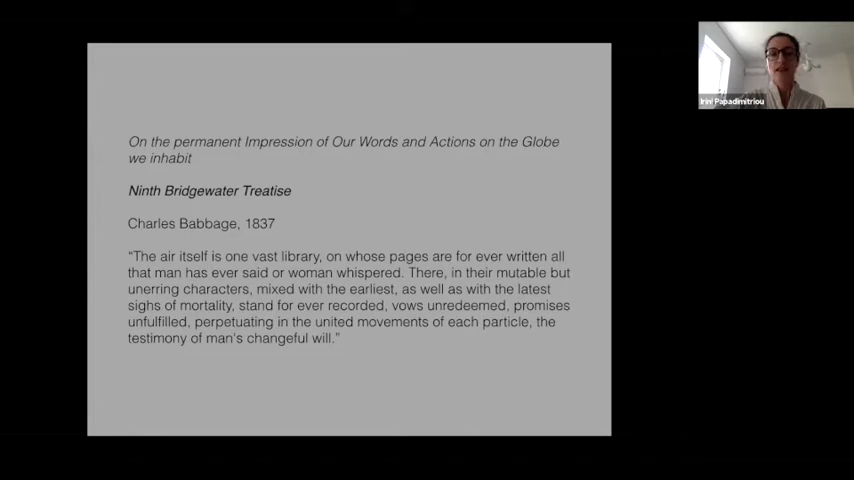 On the permanent Impression of Our Words and Actions on the Globe
we inhabit
Ninth Bridgewater Treatise
Charles Babbage, 1837
“The air itself is one vast library, on whose pages are for ever written all
that man has ever said or woman whispered. There, in their mutable but
unerring characters, mixed with the earliest, as well as with the latest
sighs of mortality, stand for ever recorded, vows unredeemed, promises
unfulfilled, perpetuating in the united movements of each particle, the
testimony of man's changeful will.”
Irini Papadimitriou